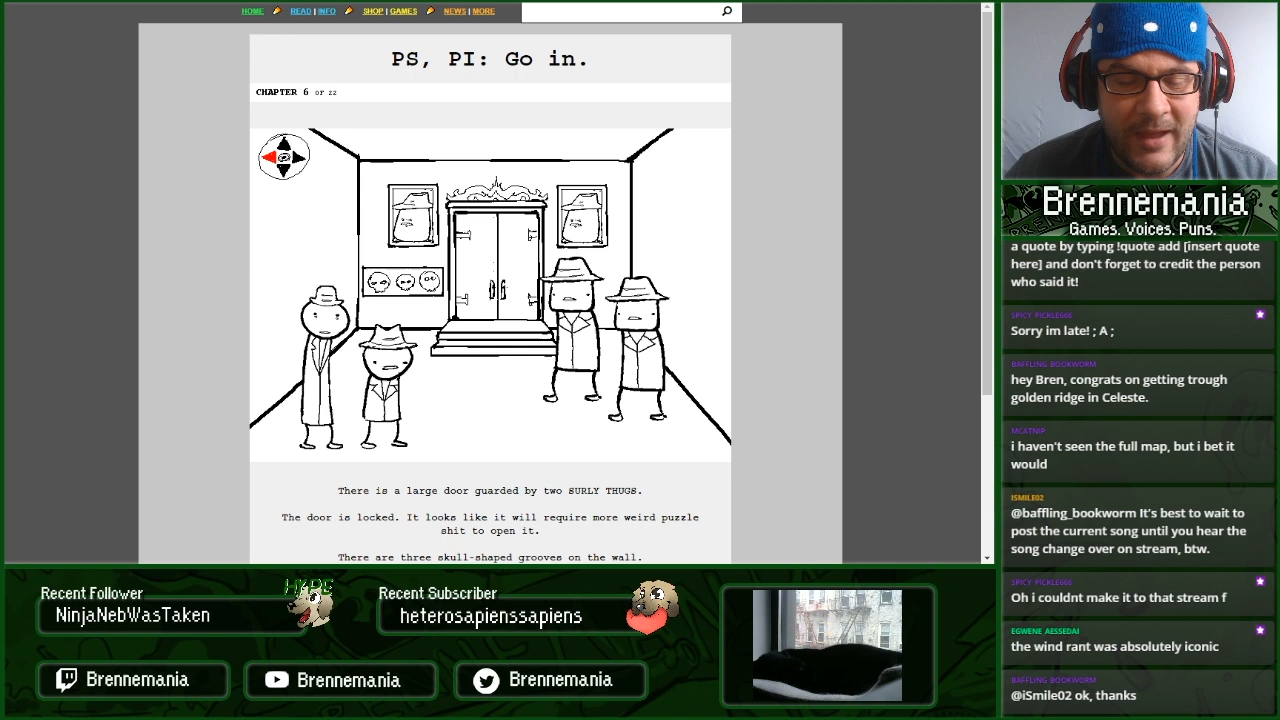 HOME READ | INFO SHOP | GAMES NEWS | MORE
PS, PI: Go in.
CHAPTER 6 OF 22
There is a large door guarded by two SURLY THUGS.
The door is locked. It looks like it will require more weird puzzle
shit to open it.
There are three skull-shaped grooves on the wall.
Brennemania
Games. Voices. Puns.
a quote by typing !quote add [insert quote
here] and don't forget to credit the person
who said it!
SPICY PICKLE666
Sorry im late! ; A ;
BAFFLING BOOKWORM
hey Bren, congrats on getting trough
golden ridge in Celeste.
MCATNIP
i haven't seen the full map, but i bet it
would
ISMILE02
@baffling_bookworm It's best to wait to
post the current song until you hear the
song change over on stream, btw.
SPICY PICKLE666
Oh i couldnt make it to that stream f
EGWENE AESSEDAI
the wind rant was absolutely iconic
BAFFLING BOOKWORM
@iSmile02 ok, thanks
Recent Follower
NinjaNebWasTaken
HYPE
Recent Subscriber
heterosapienssapiens
Brennemania
Brennemania
Brennemania